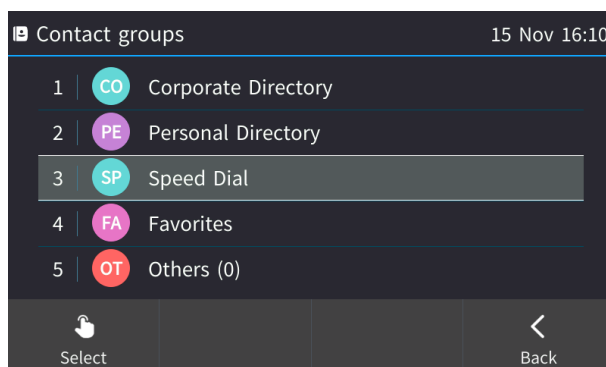 Contact groups 15 Nov 16:10
1 CO Corporate Directory
2 PE Personal Directory
3 SP Speed Dial
4 FA Favorites
5 OT Others (0)
Select Back